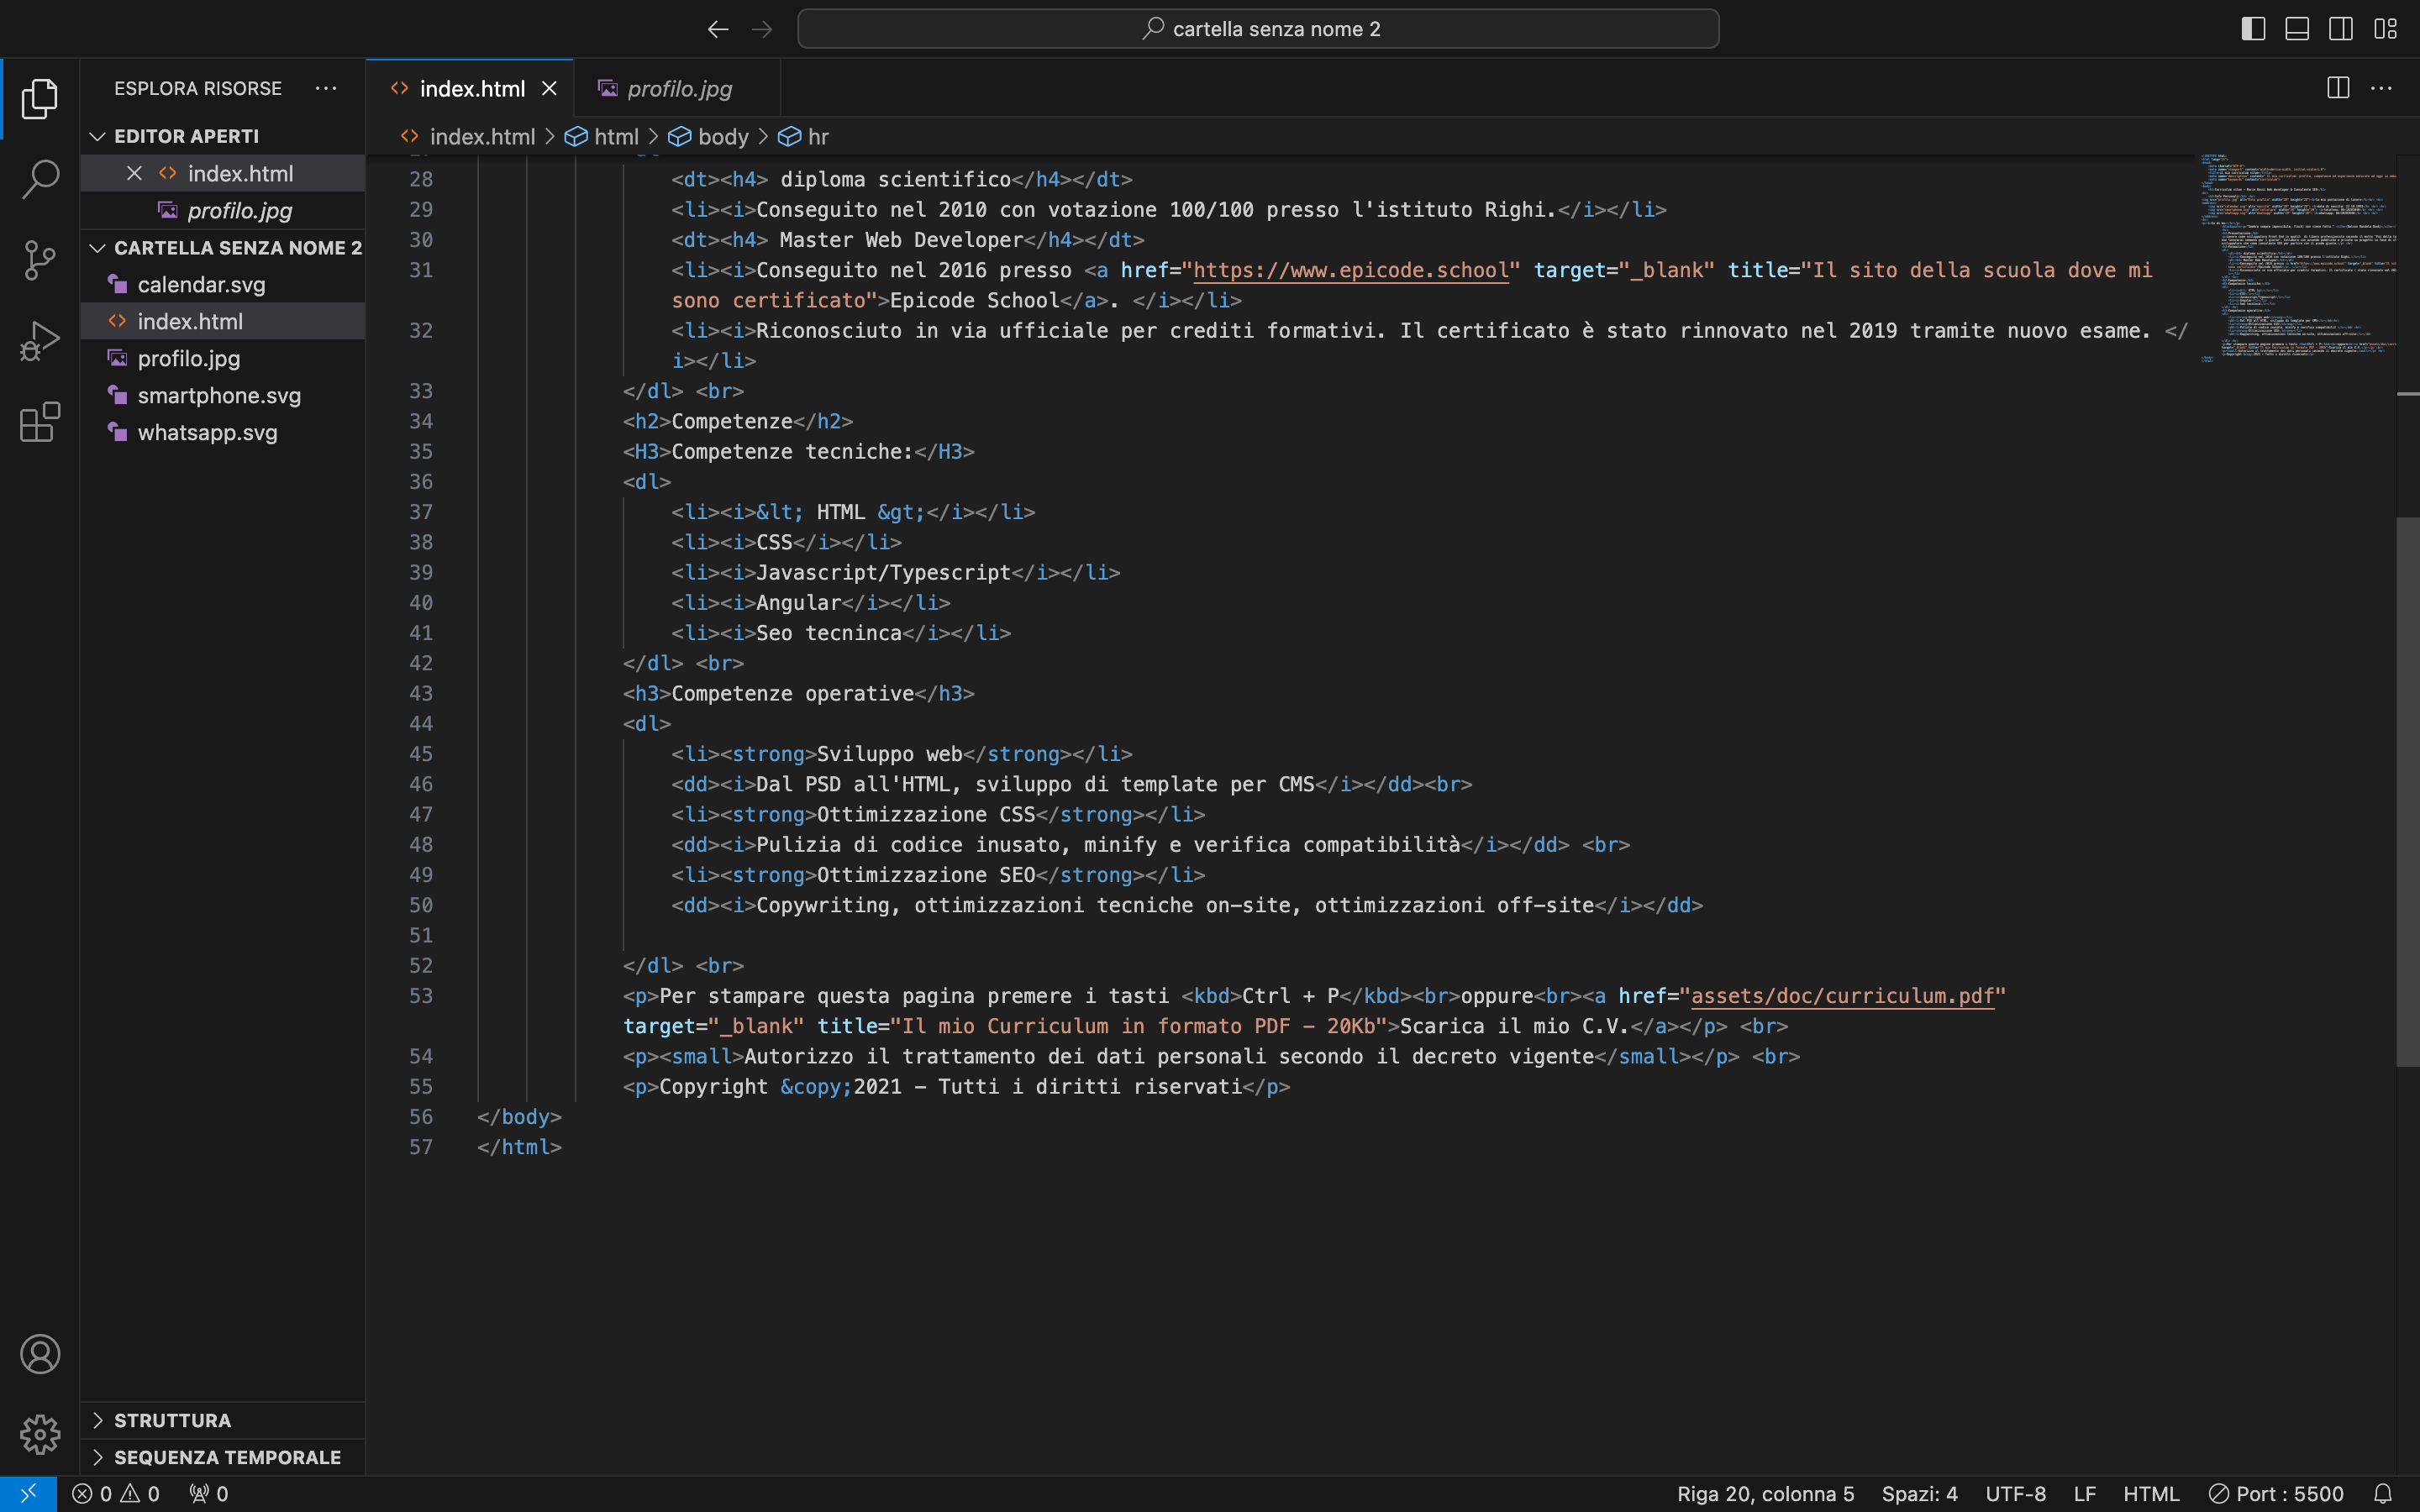 cartella senza nome 2
ESPLORA RISORSE
index.html
profilo.jpg
EDITOR APERTI
index.html > html > body > hr
index.html
profilo.jpg
CARTELLA SENZA NOME 2
calendar.svg
index.html
profilo.jpg
smartphone.svg
whatsapp.svg
28 <dt><h4> diploma scientifico</h4></dt>
29 <li><i>Conseguito nel 2010 con votazione 100/100 presso l'istituto Righi.</i></li>
30 <dt><h4> Master Web Developer</h4></dt>
31 <li><i>Conseguito nel 2016 presso <a href="https://www.epicode.school" target="_blank" title="Il sito della scuola dove mi
sono certificato">Epicode School</a>. </i></li>
32 <li><i>Riconosciuto in via ufficiale per crediti formativi. Il certificato è stato rinnovato nel 2019 tramite nuovo esame. </
i></li>
33 </dl> <br>
34 <h2>Competenze</h2>
35 <H3>Competenze tecniche:</H3>
36 <dl>
37 <li><i>&lt; HTML &gt;</i></li>
38 <li><i>CSS</i></li>
39 <li><i>Javascript/Typescript</i></li>
40 <li><i>Angular</i></li>
41 <li><i>Seo tecninca</i></li>
42 </dl> <br>
43 <h3>Competenze operative</h3>
44 <dl>
45 <li><strong>Sviluppo web</strong></li>
46 <dd><i>Dal PSD all'HTML, sviluppo di template per CMS</i></dd><br>
47 <li><strong>Ottimizzazione CSS</strong></li>
48 <dd><i>Pulizia di codice inusato, minify e verifica compatibilità</i></dd> <br>
49 <li><strong>Ottimizzazione SEO</strong></li>
50 <dd><i>Copywriting, ottimizzazioni tecniche on-site, ottimizzazioni off-site</i></dd>
51
52 </dl> <br>
53 <p>Per stampare questa pagina premere i tasti <kbd>Ctrl + P</kbd><br>oppure<br><a href="assets/doc/curriculum.pdf"
target="_blank" title="Il mio Curriculum in formato PDF - 20Kb">Scarica il mio C.V.</a></p> <br>
54 <p><small>Autorizzo il trattamento dei dati personali secondo il decreto vigente</small></p> <br>
55 <p>Copyright &copy;2021 - Tutti i diritti riservati</p>
56 </body>
57 </html>
STRUTTURA
SEQUENZA TEMPORALE
0 0 0
Riga 20, colonna 5 Spazi: 4 UTF-8 LF HTML Port : 5500